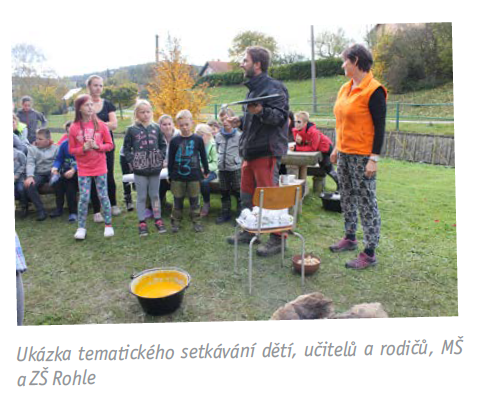 Ukázka tematického setkávání dětí, učitelů a rodičů, MŠ
a ZŠ Rohle